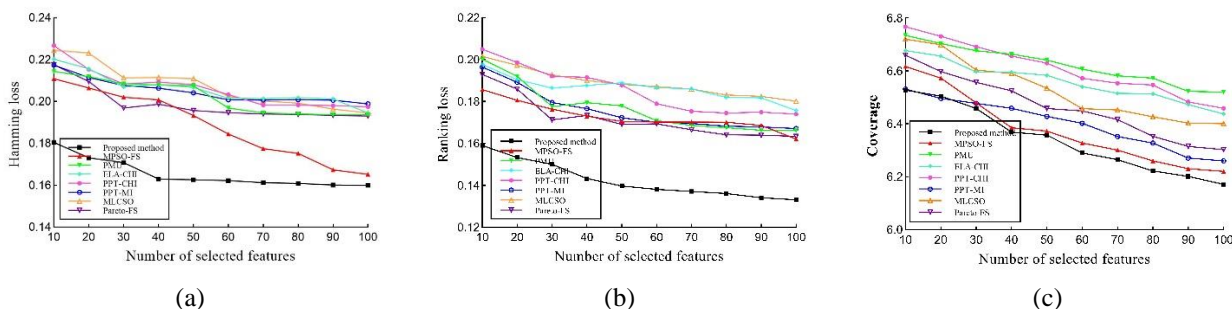 0.24
0.22
0.20
0.18
0.16
0.14
Hamming loss
Proposed method
MPSO-FS
PMU
ELA-CHI
PPT-CHI
PPT-MI
MLCSO
Pareto-FS
10 20 30 40 50 60 70 80 90 100
Number of selected features
(a)
0.22
0.20
0.18
0.16
0.14
0.12
Ranking loss
Proposed method
MPSO-FS
PMU
ELA-CHI
PPT-CHI
PPT-MI
MLCSO
Pareto-FS
10 20 30 40 50 60 70 80 90 100
Number of selected features
(b)
6.8
6.6
6.4
6.2
6.0
Coverage
Proposed method
MPSO-FS
PMU
ELA-CHI
PPT-CHI
PPT-MI
MLCSO
Pareto-FS
10 20 30 40 50 60 70 80 90 100
Number of selected features
(c)